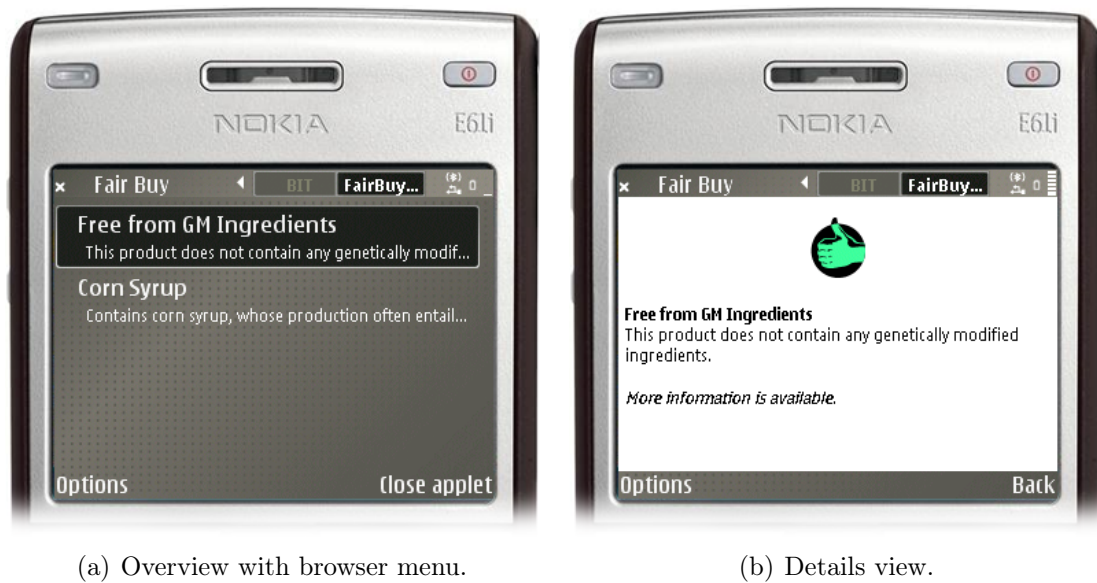 NOKIA
E61i
Fair Buy
BIT
FairBuy...
Free from GM Ingredients
This product does not contain any genetically modif...
Corn Syrup
Contains corn syrup, whose production often entail...
Options
Close applet
(a) Overview with browser menu.
NOKIA
E61i
Fair Buy
BIT
FairBuy...
Free from GM Ingredients
This product does not contain any genetically modified
ingredients.
More information is available.
Options
Back
(b) Details view.